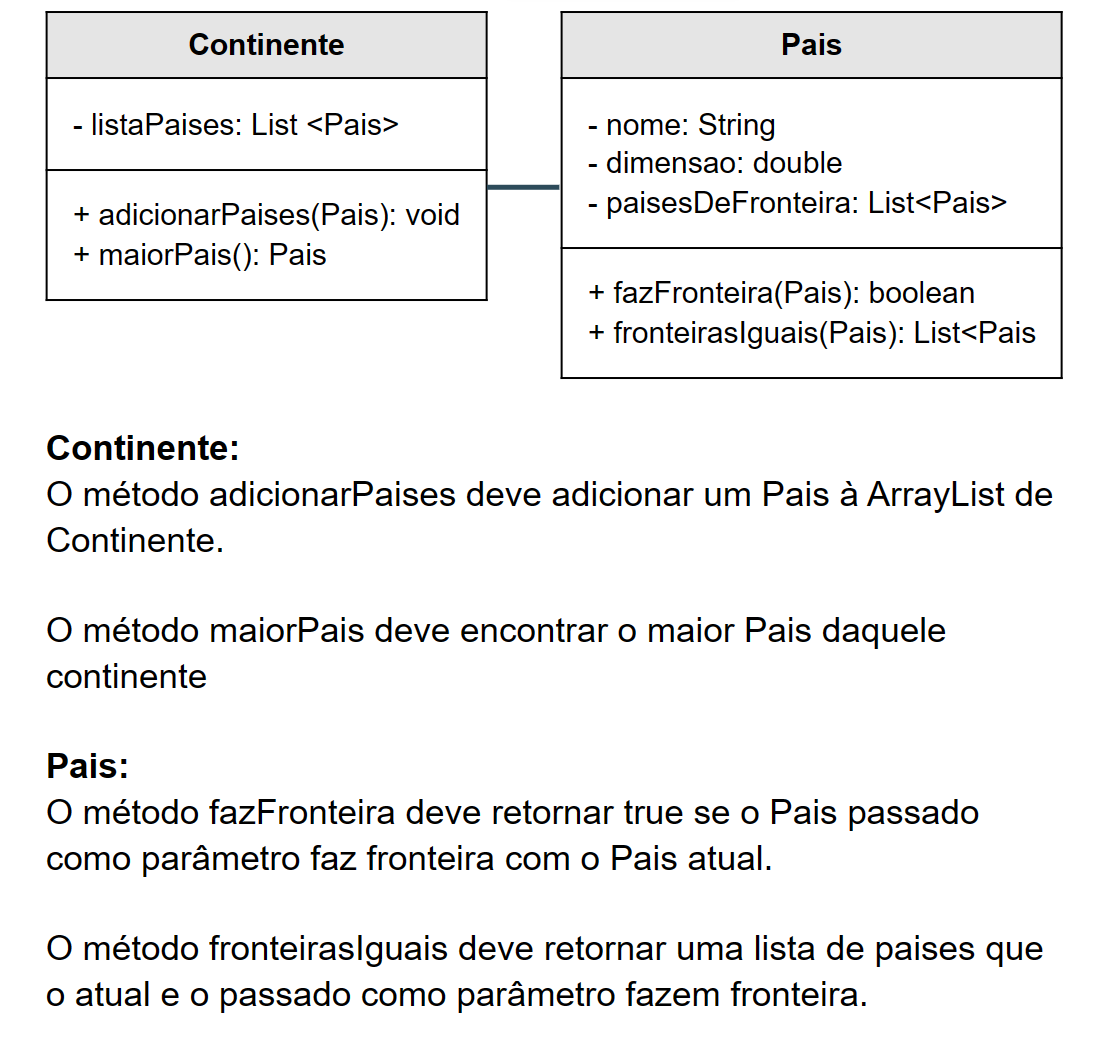 Continente
- listaPaises: List <Pais>
+ adicionarPaises(Pais): void
+ maiorPais(): Pais
Pais
- nome: String
- dimensao: double
- paisesDeFronteira: List<Pais>
+ fazFronteira(Pais): boolean
+ fronteirasIguais(Pais): List<Pais
Continente:
O método adicionarPaises deve adicionar um Pais à ArrayList de
Continente.
O método maiorPais deve encontrar o maior Pais daquele
continente
Pais:
O método fazFronteira deve retornar true se o Pais passado
como parâmetro faz fronteira com o Pais atual.
O método fronteirasIguais deve retornar uma lista de paises que
o atual e o passado como parâmetro fazem fronteira.